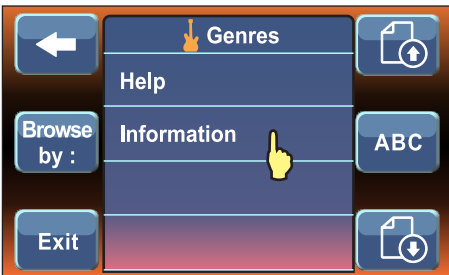 Genres
Help
Information
Browse
by :
ABC
Exit